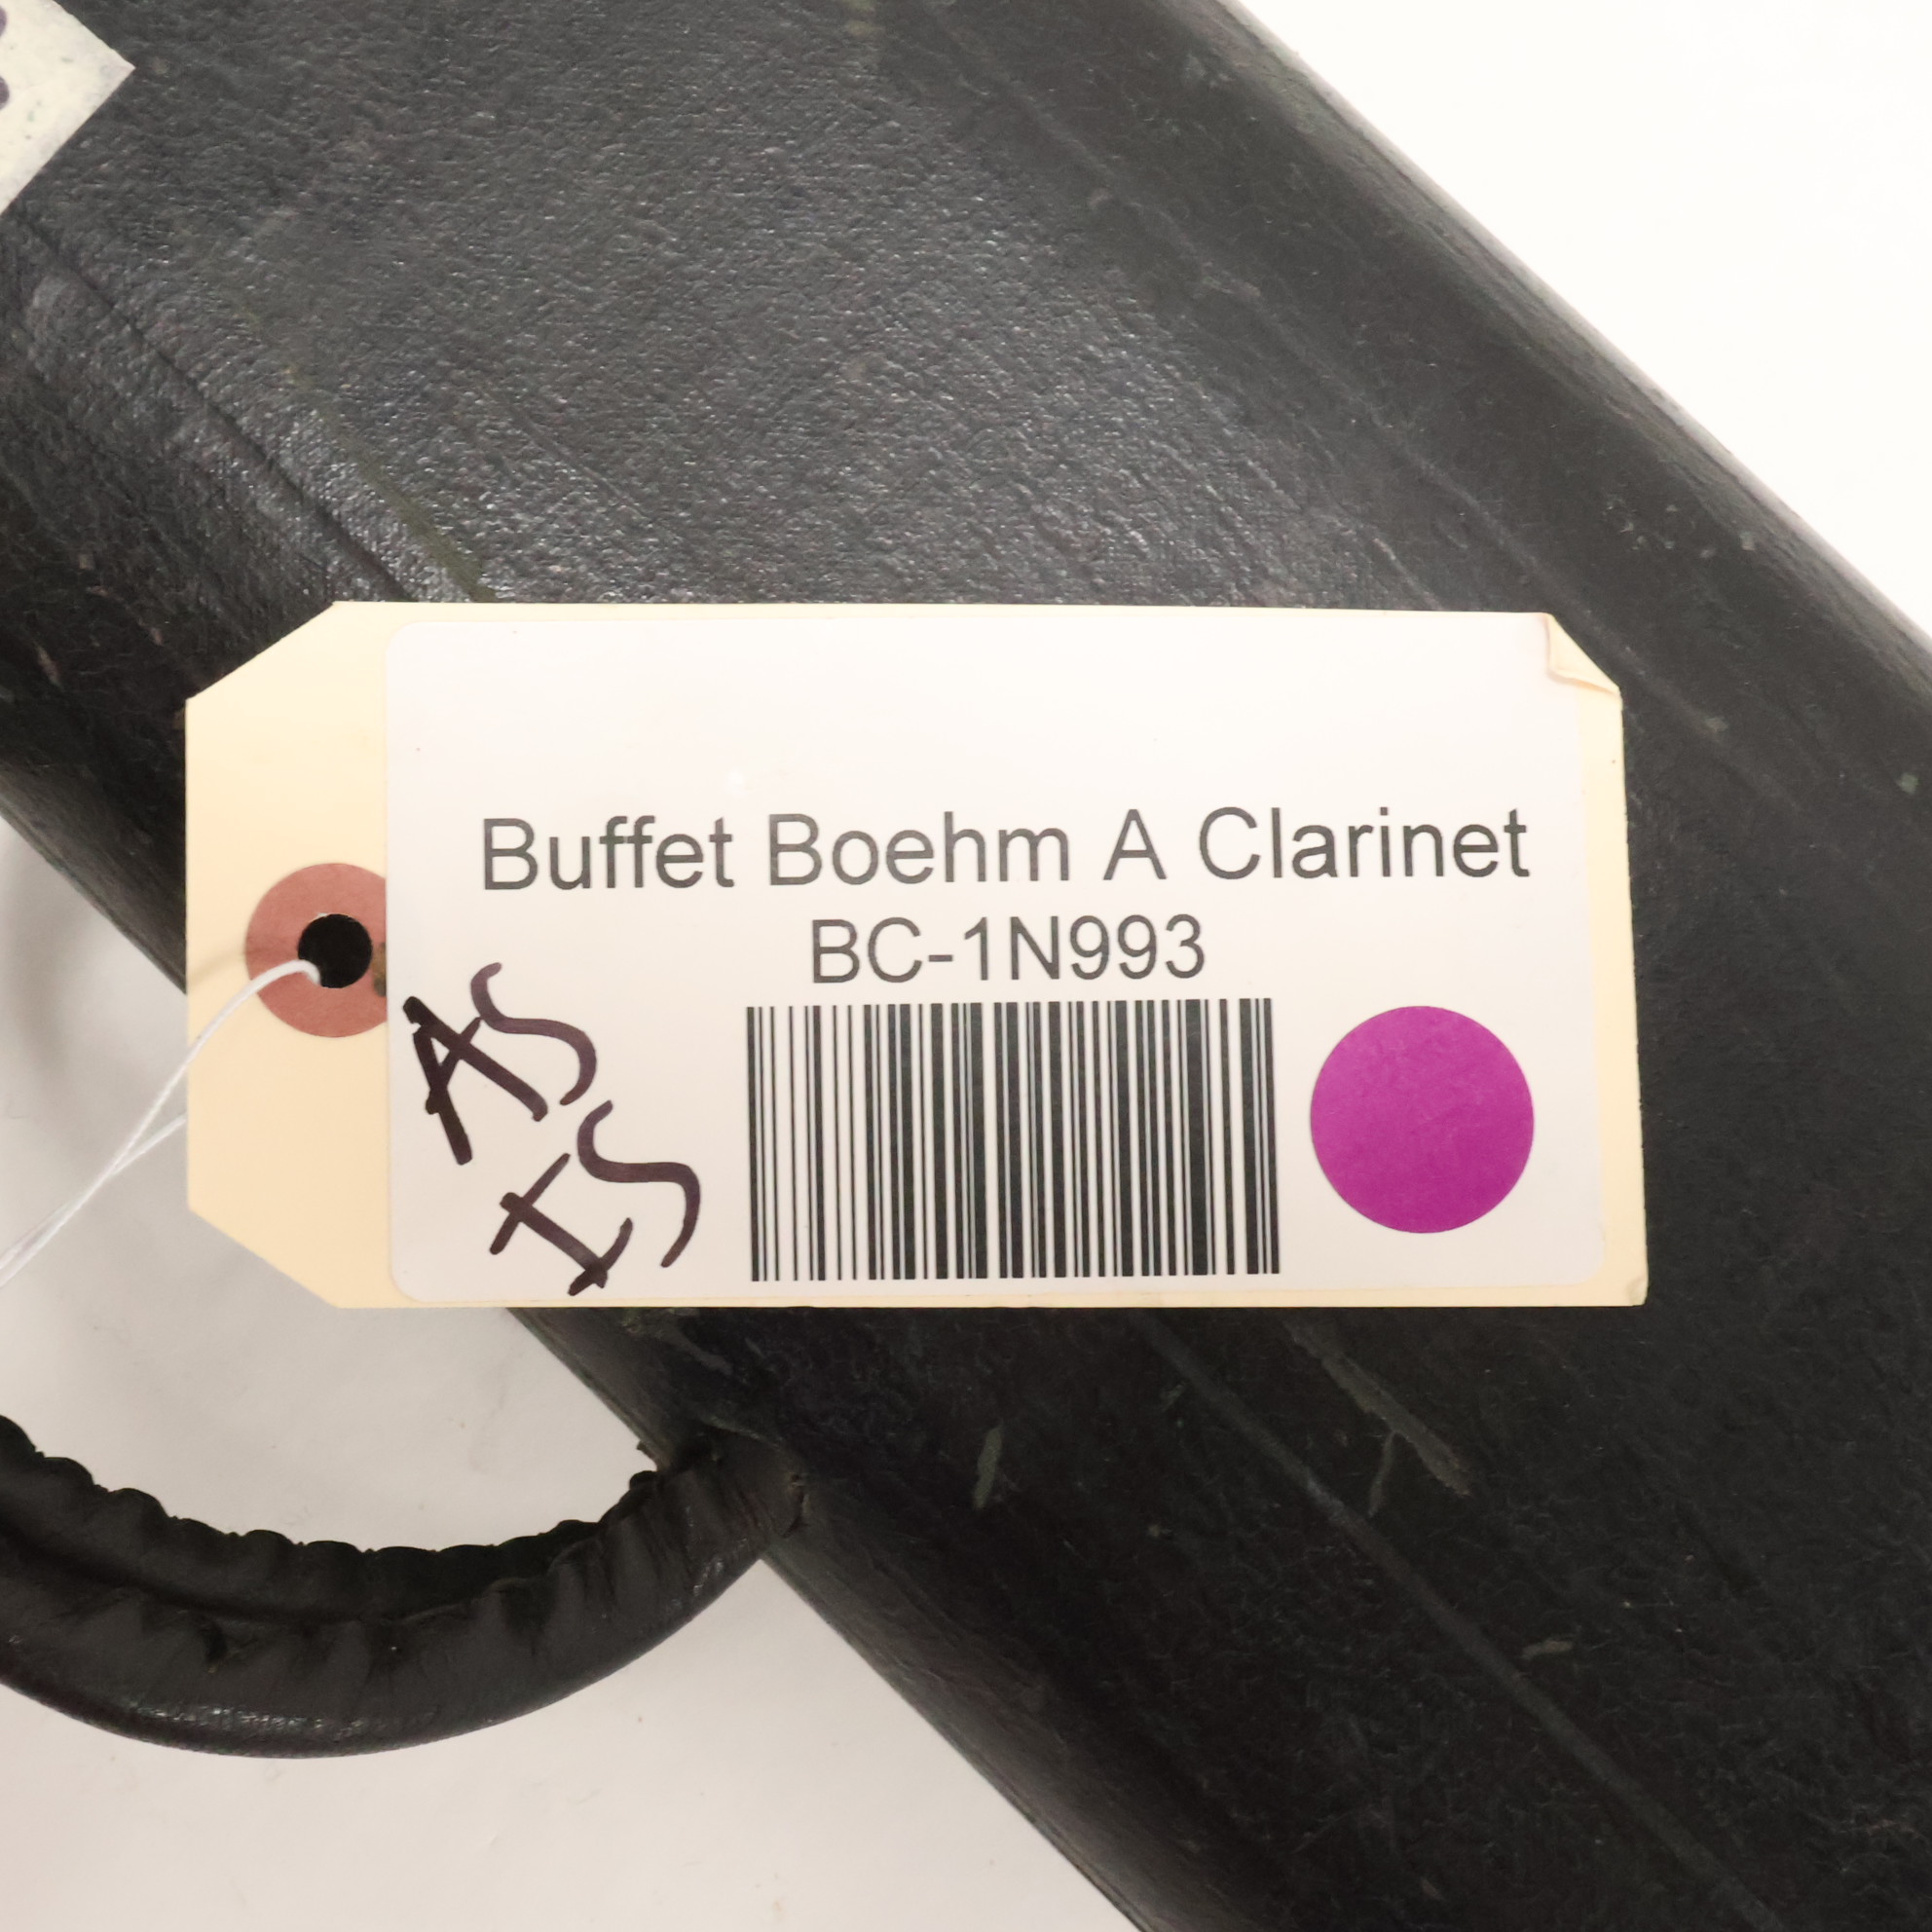 Buffet Boehm A Clarinet
BC-1N993
AS
IS